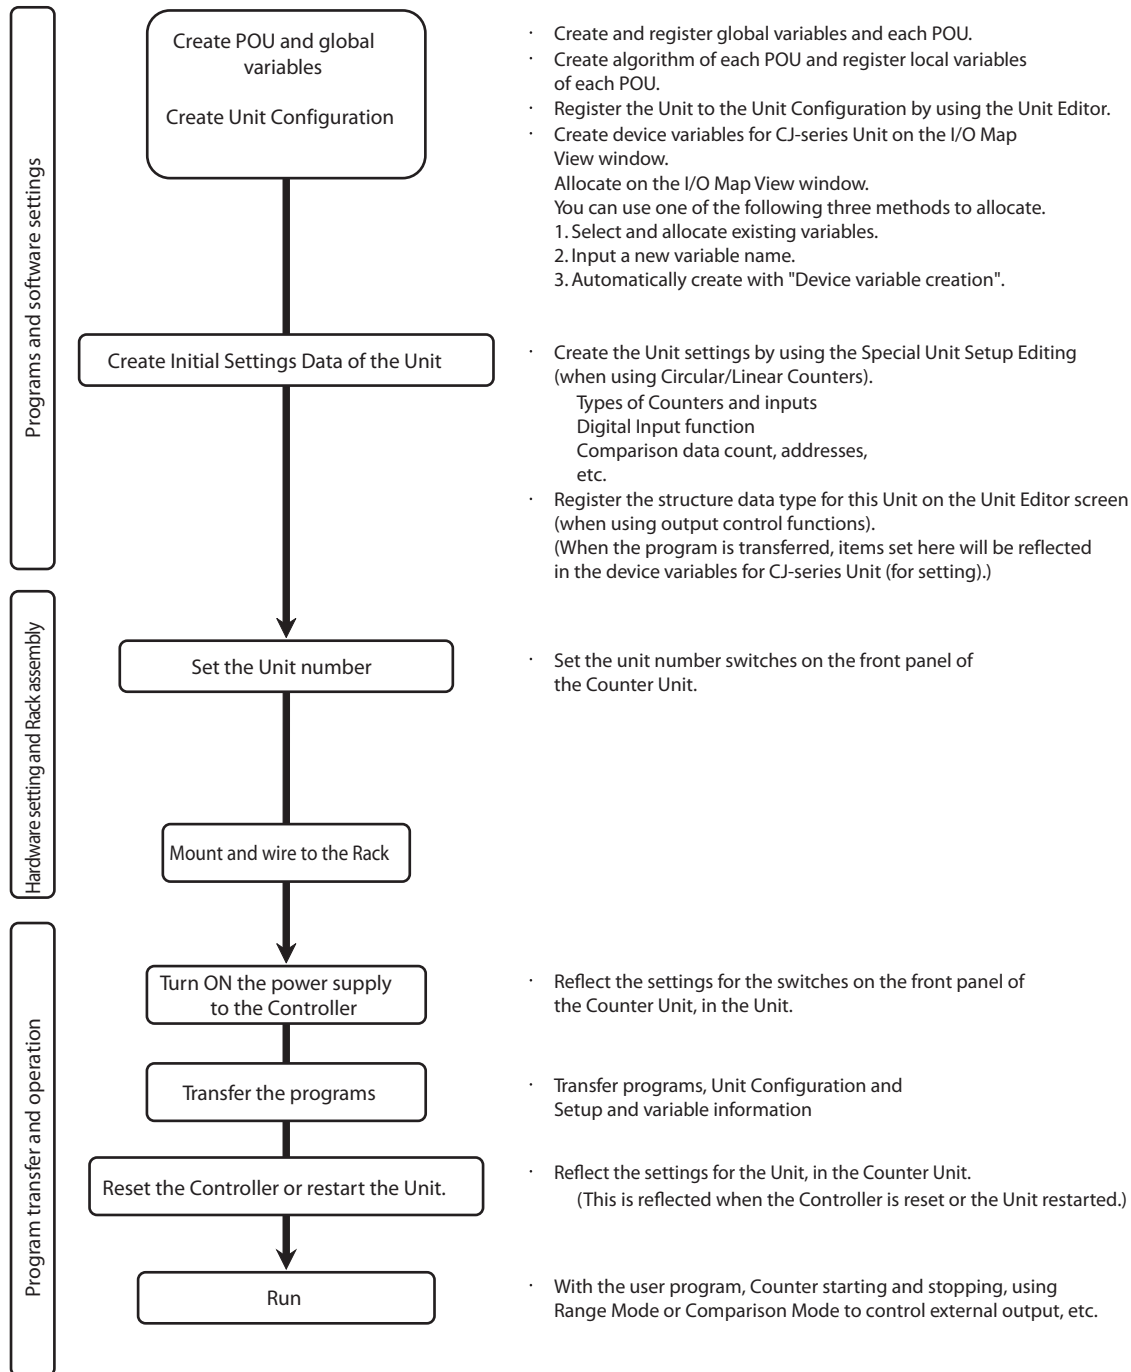 Programs and software settings
Create POU and global
variables
Create Unit Configuration
· Create and register global variables and each POU.
· Create algorithm of each POU and register local variables
of each POU.
· Register the Unit to the Unit Configuration by using the Unit Editor.
· Create device variables for CJ-series Unit on the I/O Map
View window.
Allocate on the I/O Map View window.
You can use one of the following three methods to allocate.
1. Select and allocate existing variables.
2. Input a new variable name.
3. Automatically create with "Device variable creation".
Create Initial Settings Data of the Unit
· Create the Unit settings by using the Special Unit Setup Editing
(when using Circular/Linear Counters).
Types of Counters and inputs
Digital Input function
Comparison data count, addresses,
etc.
· Register the structure data type for this Unit on the Unit Editor screen
(when using output control functions).
(When the program is transferred, items set here will be reflected
in the device variables for CJ-series Unit (for setting).)
Hardware setting and Rack assembly
Set the Unit number
· Set the unit number switches on the front panel of
the Counter Unit.
Mount and wire to the Rack
Program transfer and operation
Turn ON the power supply
to the Controller
· Reflect the settings for the switches on the front panel of
the Counter Unit, in the Unit.
Transfer the programs
· Transfer programs, Unit Configuration and
Setup and variable information
Reset the Controller or restart the Unit.
· Reflect the settings for the Unit, in the Counter Unit.
(This is reflected when the Controller is reset or the Unit restarted.)
Run
· With the user program, Counter starting and stopping, using
Range Mode or Comparison Mode to control external output, etc.